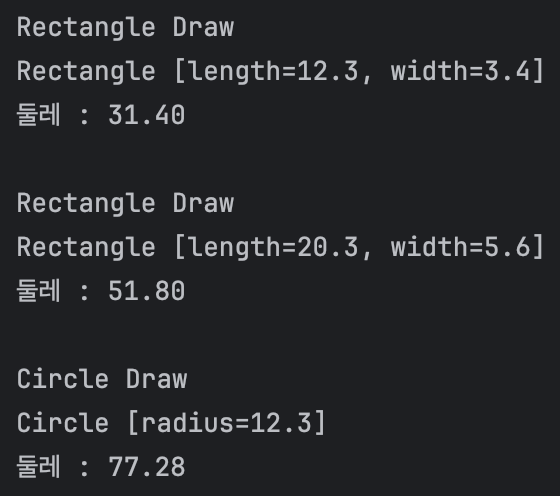 Rectangle Draw
Rectangle [length=12.3, width=3.4]
둘레 : 31.40
Rectangle Draw
Rectangle [length=20.3, width=5.6]
둘레 : 51.80
Circle Draw
Circle [radius=12.3]
둘레 : 77.28